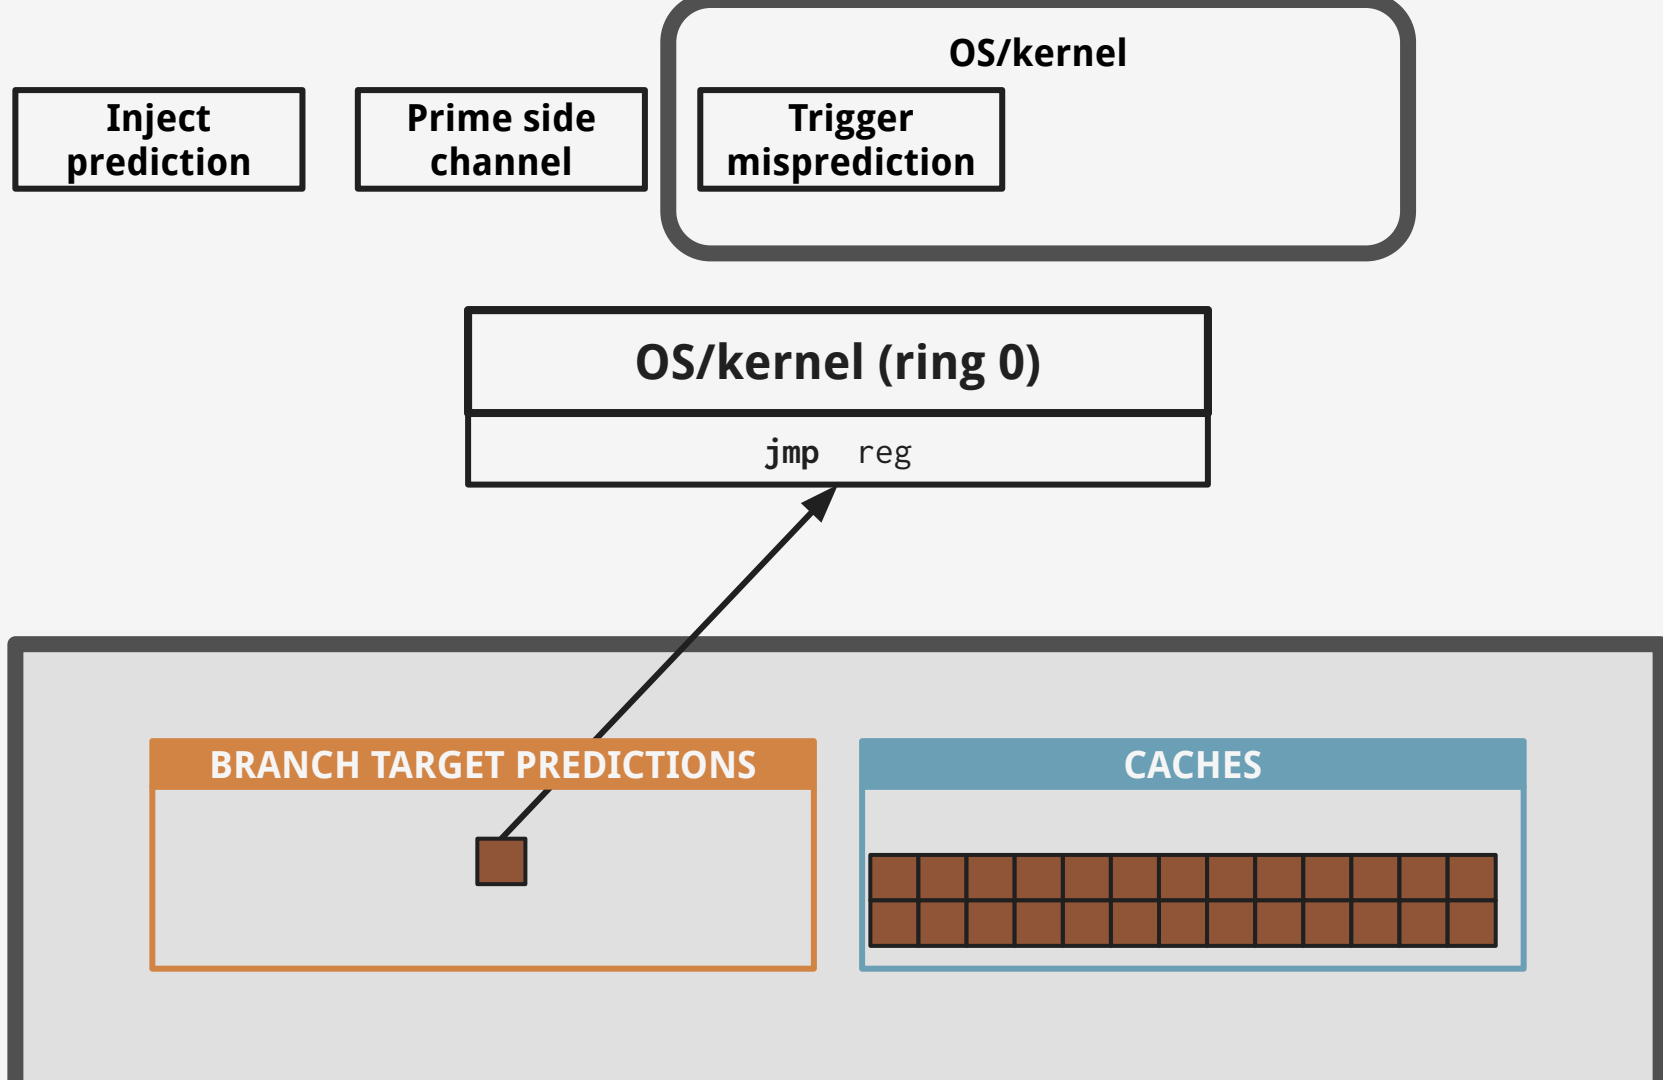 OS/kernel
Inject
prediction
Prime side
channel
Trigger
misprediction
OS/kernel (ring 0)
jmp reg
BRANCH TARGET PREDICTIONS
CACHES